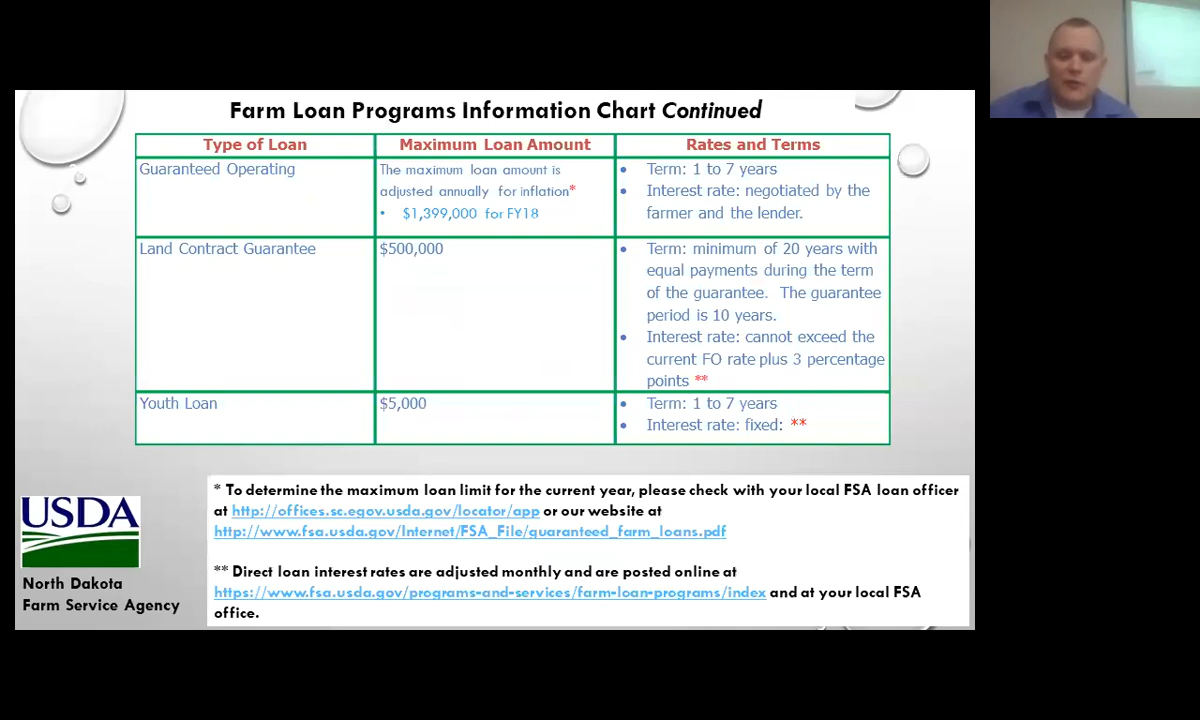 Farm Loan Programs Information Chart Continued
Type of Loan
Maximum Loan Amount
Rates and Terms
Guaranteed Operating
The maximum loan amount is
adjusted annually for inflation*
• $1,399,000 for FY18
• Term: 1 to 7 years
• Interest rate: negotiated by the
farmer and the lender.
Land Contract Guarantee
$500,000
• Term: minimum of 20 years with
equal payments during the term
of the guarantee. The guarantee
period is 10 years.
• Interest rate: cannot exceed the
current FO rate plus 3 percentage
points **
Youth Loan
$5,000
• Term: 1 to 7 years
• Interest rate: fixed: **
* To determine the maximum loan limit for the current year, please check with your local FSA loan officer
at http://offices.sc.egov.usda.gov/locator/app or our website at
http://www.fsa.usda.gov/Internet/FSA_File/guaranteed_farm_loans.pdf
** Direct loan interest rates are adjusted monthly and are posted online at
https://www.fsa.usda.gov/programs-and-services/farm-loan-programs/index and at your local FSA
office.
USDA
North Dakota
Farm Service Agency